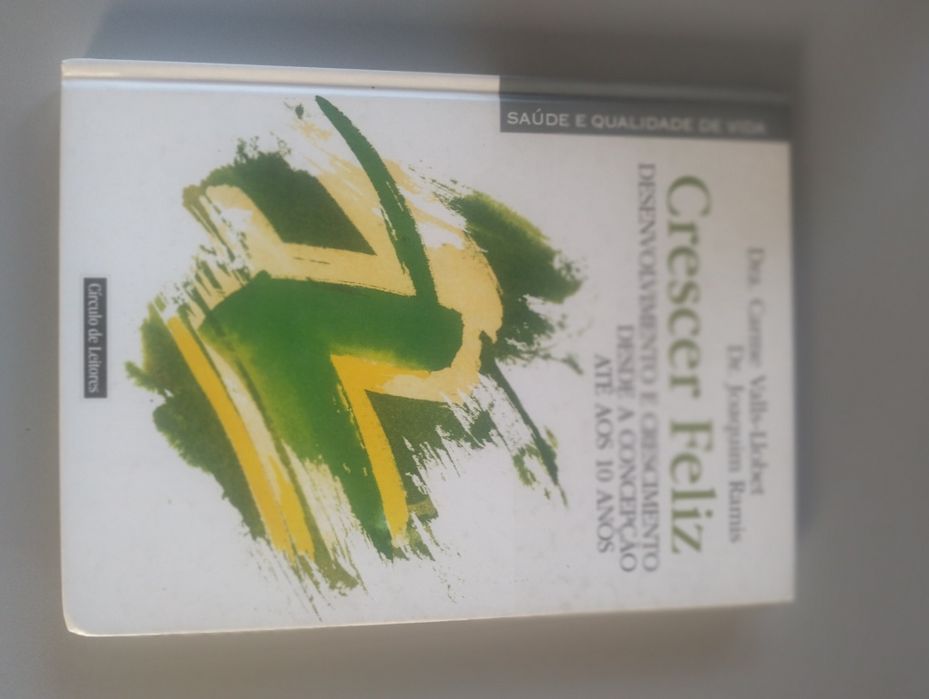 SAÚDE E QUALIDADE DE VIDA
Dra. Carme Valls-Llobet
Dr. Joaquim Ramis
Crescer Feliz
DESENVOLVIMENTO E CRESCIMENTO
DESDE A CONCEPÇÃO
ATÉ AOS 10 ANOS
Círculo de Leitores